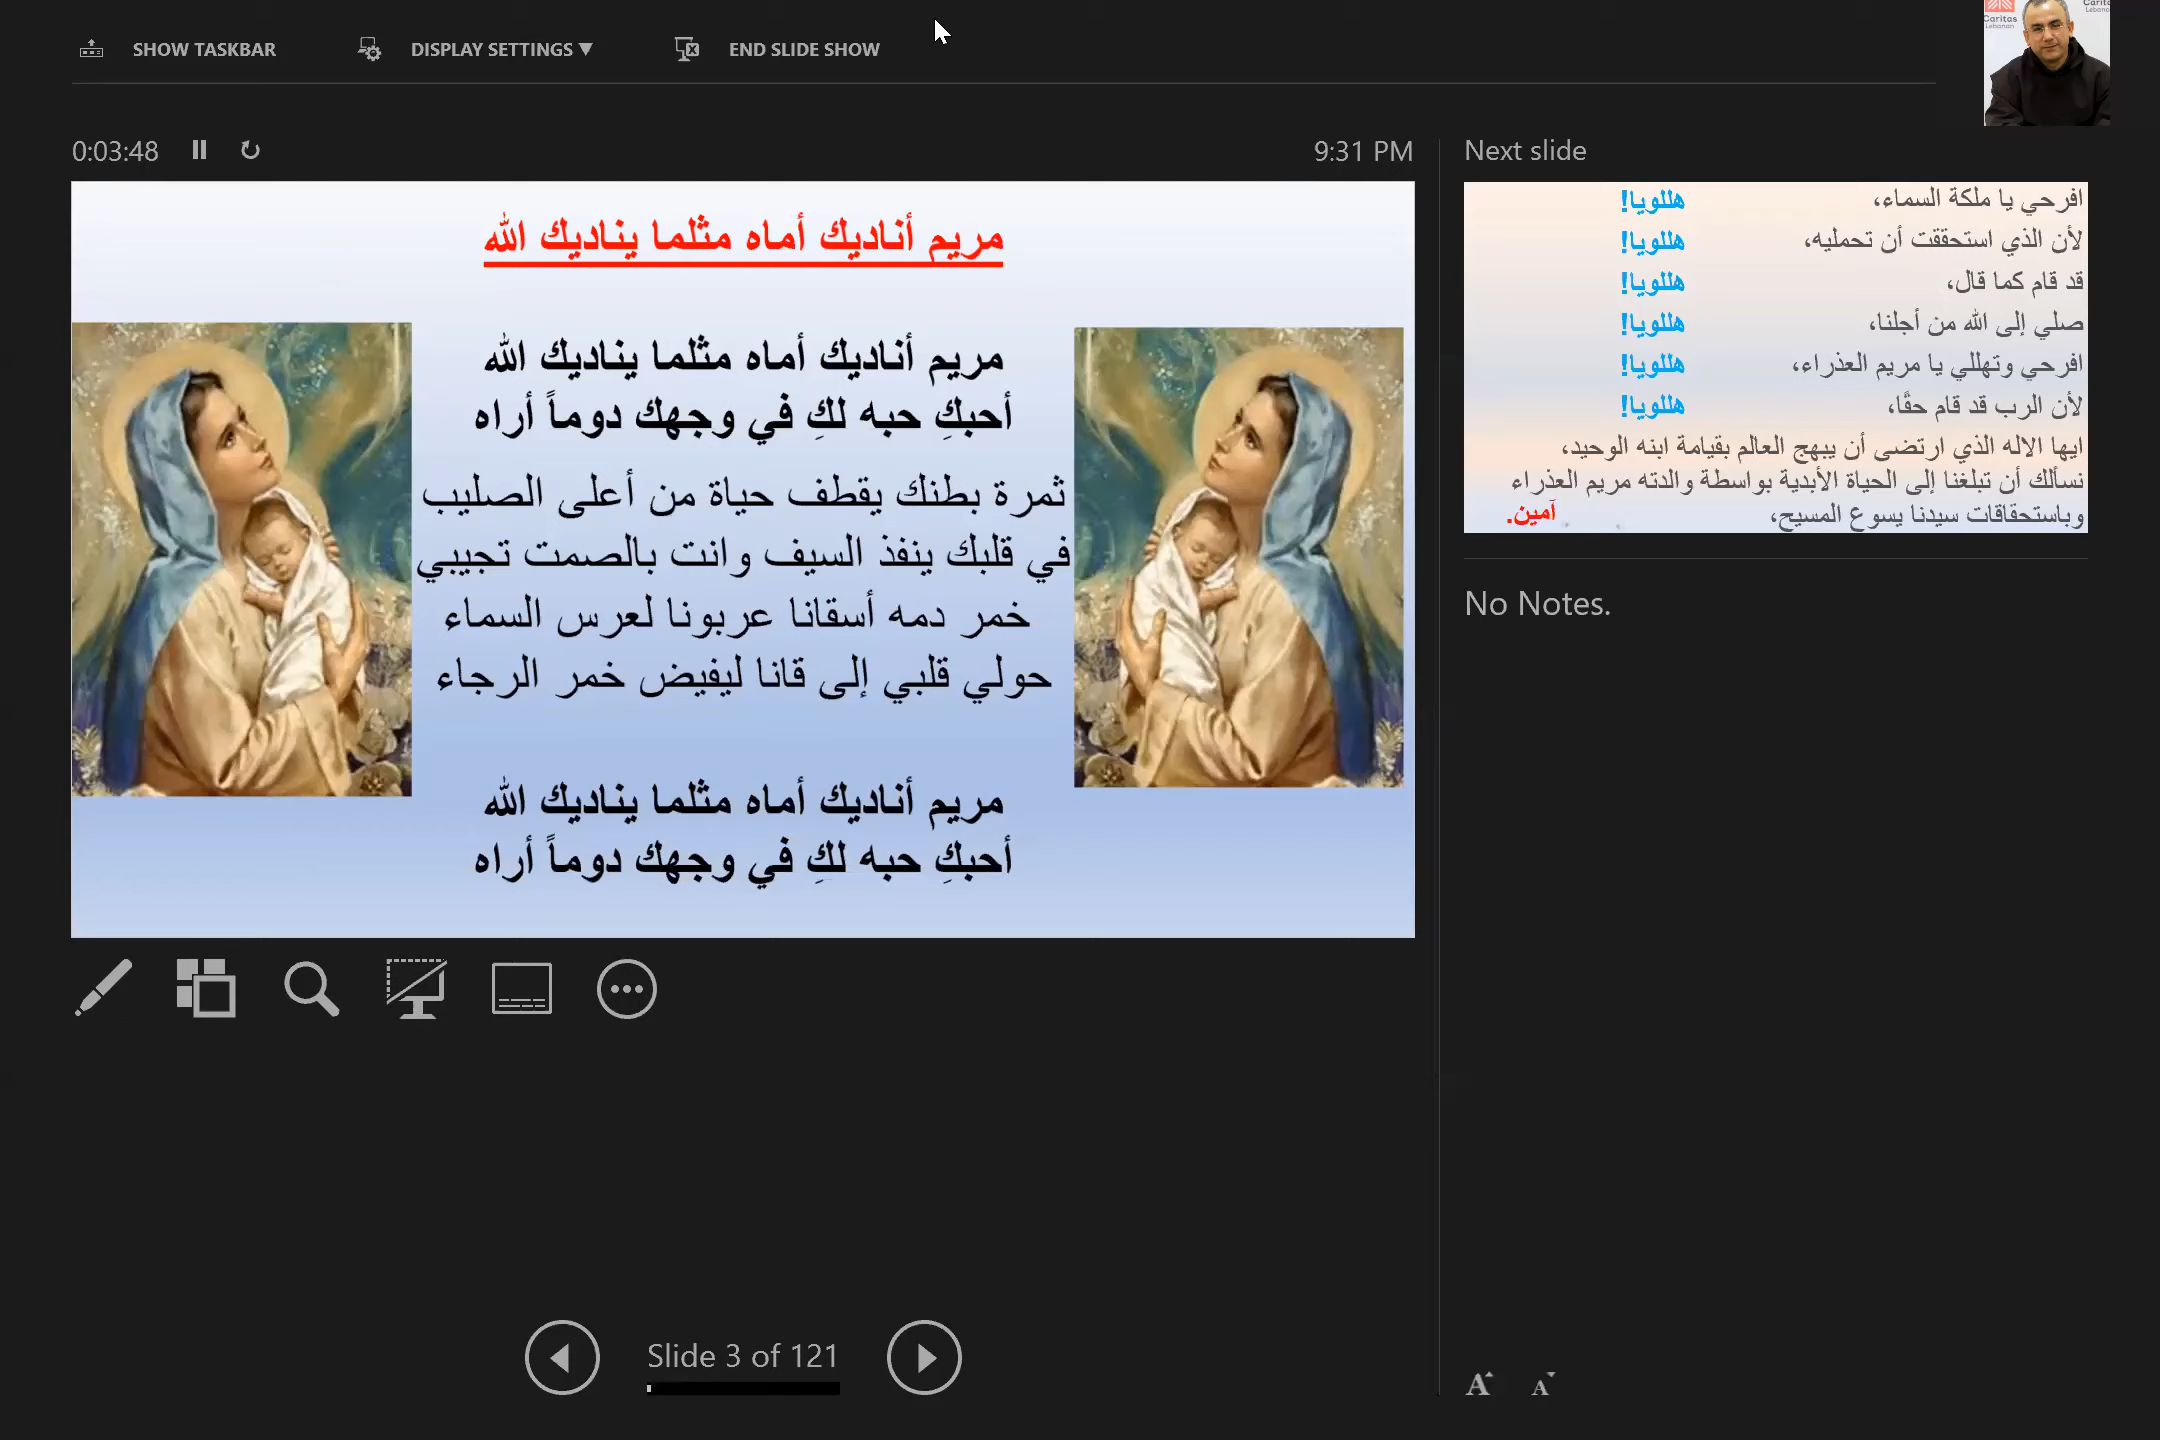 SHOW TASKBAR
DISPLAY SETTINGS ▼
END SLIDE SHOW
Caritas
Lebanon
0:03:48
9:31 PM
مريم أناديك أماه مثلما يناديك الله
مريم أناديك أماه مثلما يناديك الله
أحبكِ حبه لكِ في وجهك دوماً أراه
ثمرة بطنك يقطف حياة من أعلى الصليب
في قلبك ينفذ السيف وانت بالصمت تجيبي
خمر دمه أسقانا عربونا لعرس السماء
حولي قلبي إلى قانا ليفيض خمر الرجاء
مريم أناديك أماه مثلما يناديك الله
أحبكِ حبه لكِ في وجهك دوماً أراه
Next slide
افرحي يا ملكة السماء، هللويا!
لأن الذي استحققت أن تحمليه، هللويا!
قد قام كما قال، هللويا!
صلي إلى الله من أجلنا، هللويا!
افرحي وتهللي يا مريم العذراء، هللويا!
لأن الرب قد قام حقًا، هللويا!
ايها الاله الذي ارتضى أن يبهج العالم بقيامة ابنه الوحيد،
نسألك أن تبلغنا إلى الحياة الأبدية بواسطة والدته مريم العذراء
وباستحقاقات سيدنا يسوع المسيح، آمين.
No Notes.
Slide 3 of 121
A A